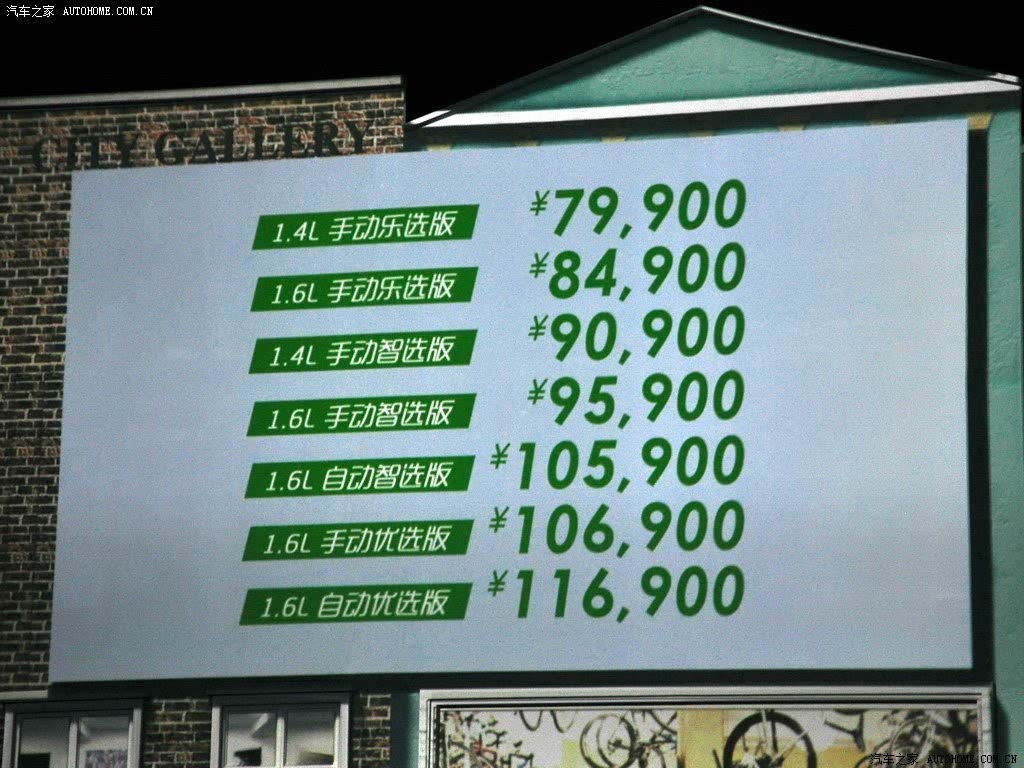 汽车之家 AUTOHOME.COM.CN
CITY GALLERY
1.4L 手动乐选版 ¥79,900
1.6L 手动乐选版 ¥84,900
1.4L 手动智选版 ¥90,900
1.6L 手动智选版 ¥95,900
1.6L 自动智选版 ¥105,900
1.6L 手动优选版 ¥106,900
1.6L 自动优选版 ¥116,900
汽车之家 AUTOHOME.COM.CN